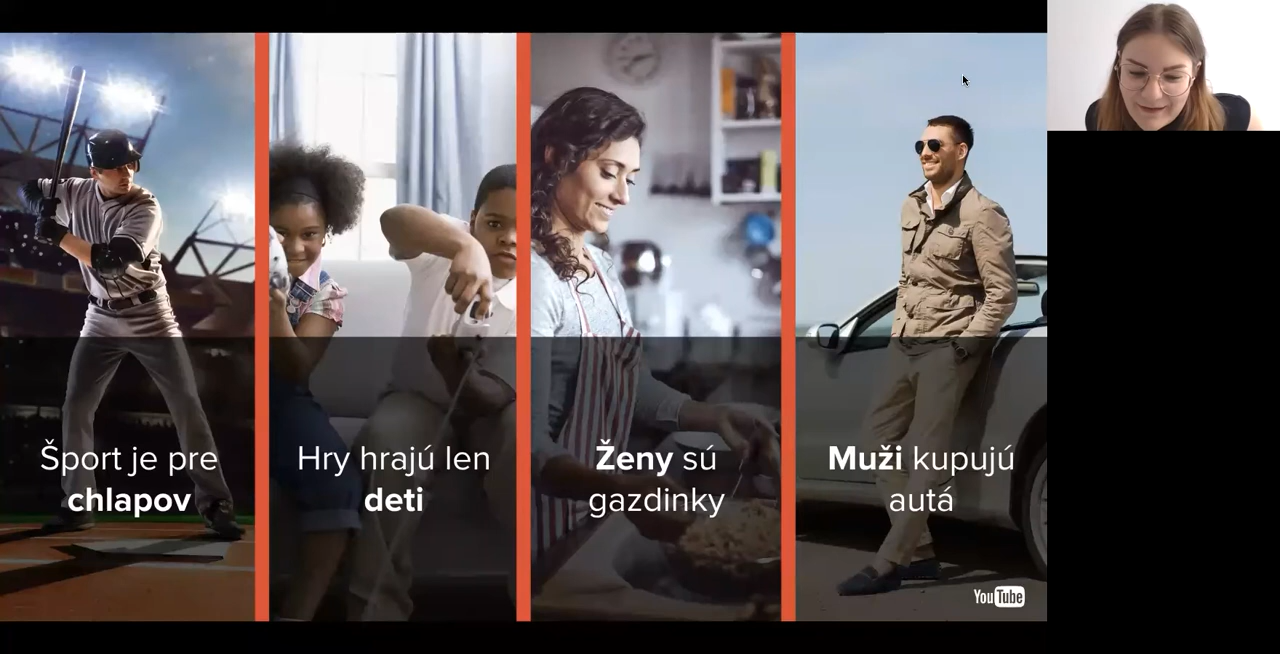 Šport je pre
chlapov
Hry hrajú len
deti
Ženy sú
gazdinky
Muži kupujú
autá
YouTube